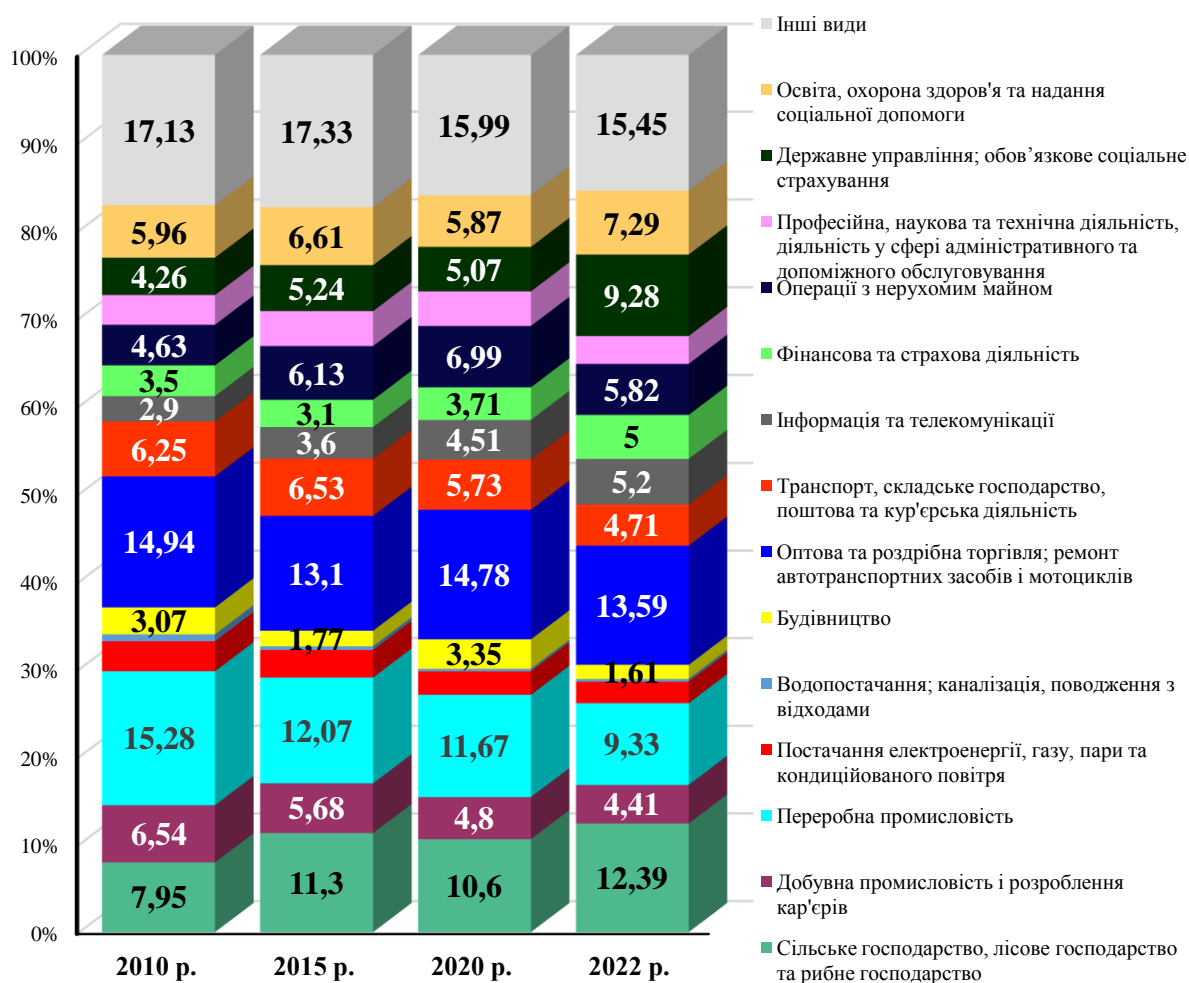 100%
90%
80%
70%
60%
50%
40%
30%
20%
10%
0%
17,13
5,96
4,26
4,63
3,5
2,9
6,25
14,94
3,07
15,28
6,54
7,95
2010 р.
17,33
6,61
5,24
6,13
3,1
3,6
6,53
13,1
1,77
12,07
5,68
11,3
2015 р.
15,99
5,87
5,07
6,99
3,71
4,51
5,73
14,78
3,35
11,67
4,8
10,6
2020 р.
15,45
7,29
9,28
5,82
5
5,2
4,71
13,59
1,61
9,33
4,41
12,39
2022 р.
Інші види
Освіта, охорона здоров'я та надання
соціальної допомоги
Державне управління; обов’язкове соціальне
страхування
Професійна, наукова та технічна діяльність,
діяльність у сфері адміністративного та
допоміжного обслуговування
Операції з нерухомим майном
Фінансова та страхова діяльність
Інформація та телекомунікації
Транспорт, складське господарство,
поштова та кур'єрська діяльність
Оптова та роздрібна торгівля; ремонт
автотранспортних засобів і мотоциклів
Будівництво
Водопостачання; каналізація, поводження з
відходами
Постачання електроенергії, газу, пари та
кондиційованого повітря
Переробна промисловість
Добувна промисловість і розроблення
кар'єрів
Сільське господарство, лісове господарство
та рибне господарство